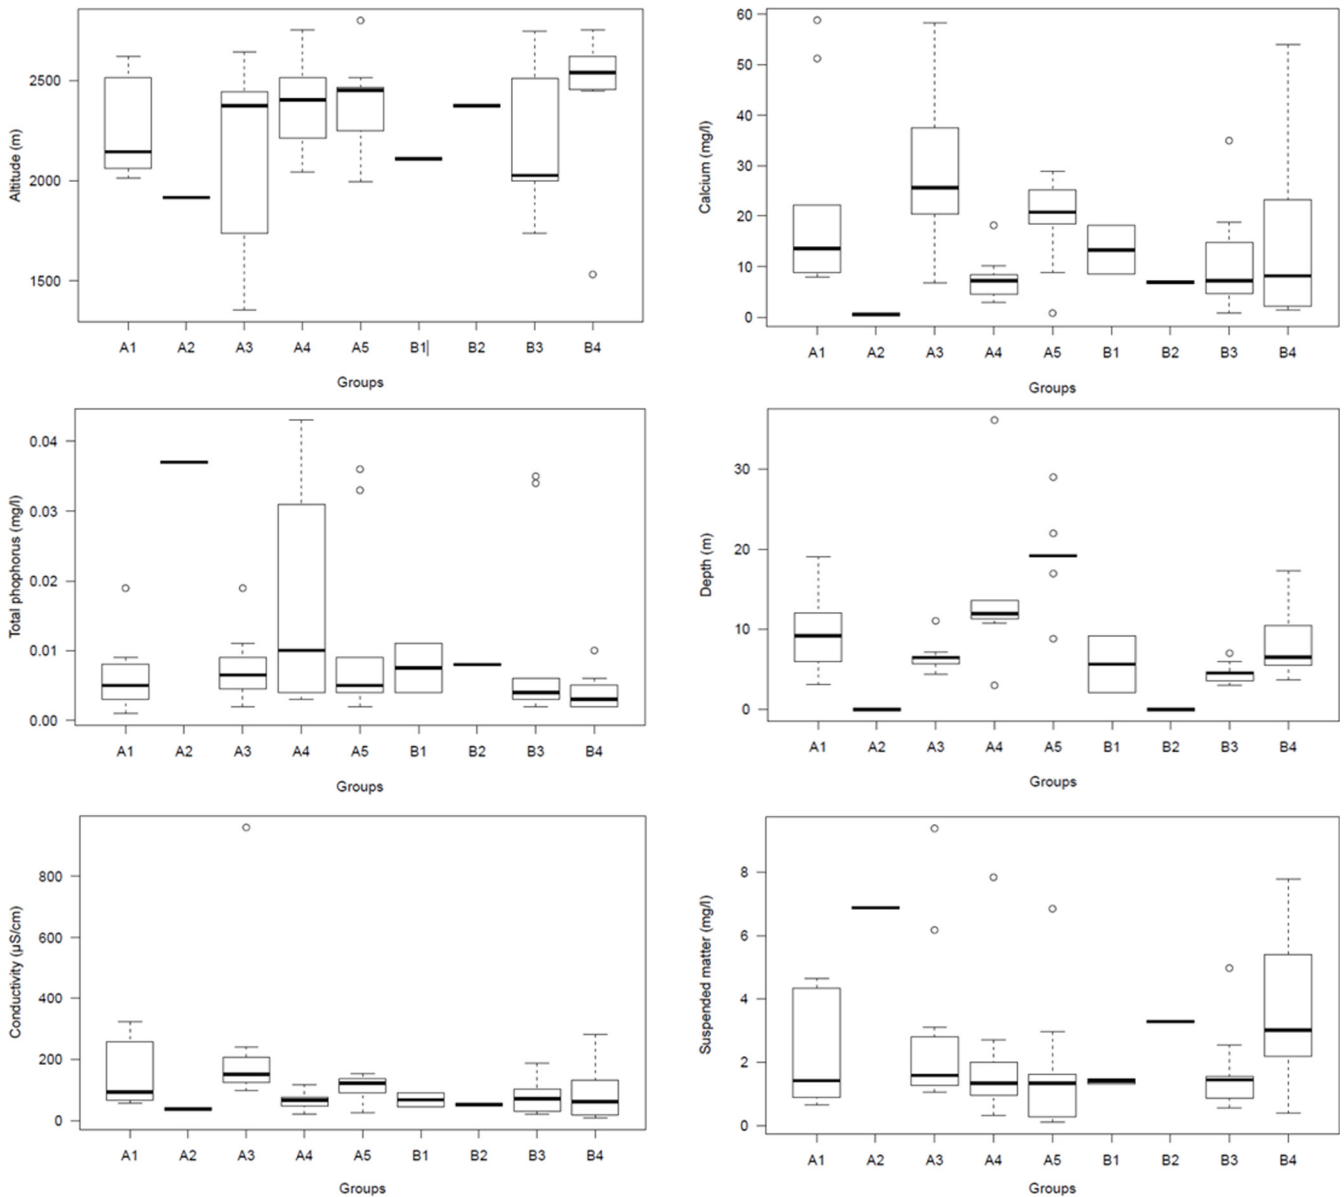 Altitude (m)
2500
2000
1500
A1 A2 A3 A4 A5 B1| B2 B3 B4
Groups
Calcium (mg/l)
60
50
40
30
20
10
0
A1 A2 A3 A4 A5 B1 B2 B3 B4
Groups
Total phophorus (mg/l)
0.04
0.03
0.02
0.01
0.00
A1 A2 A3 A4 A5 B1 B2 B3 B4
Groups
Depth (m)
30
20
10
0
A1 A2 A3 A4 A5 B1 B2 B3 B4
Groups
Conductivity (µS/cm)
800
600
400
200
0
A1 A2 A3 A4 A5 B1 B2 B3 B4
Groups
Suspended matter (mg/l)
8
6
4
2
0
A1 A2 A3 A4 A5 B1 B2 B3 B4
Groups